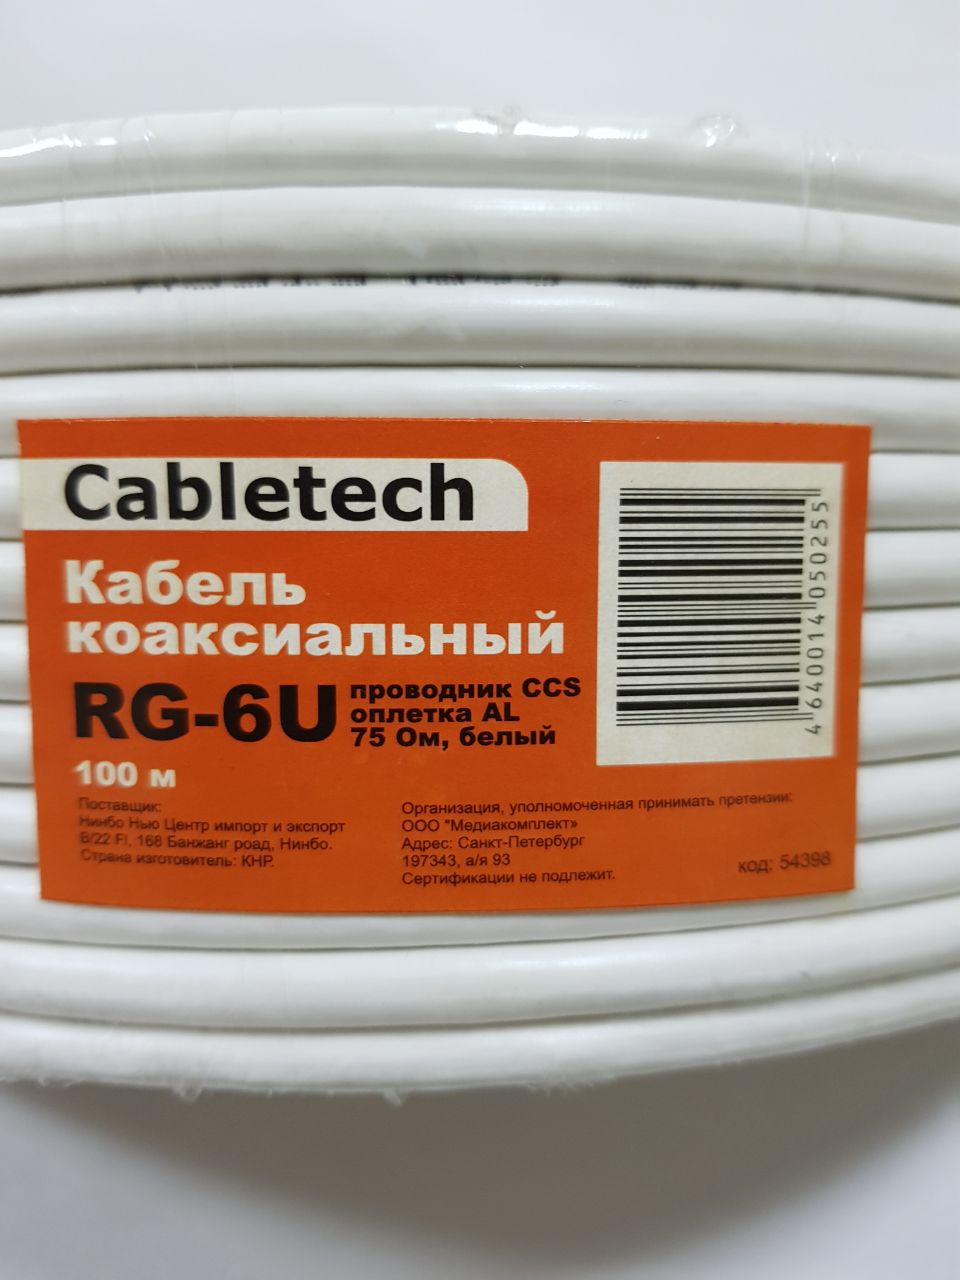 Cabletech
Кабель
коаксиальный
RG-6U
проводник CCS
оплетка AL
75 Ом, белый
100 м
4 640014 050255
Поставщик:
Нинбо Нью Центр импорт и экспорт
B/22 Fl, 168 Банжанг роад, Нинбо.
Страна изготовитель: КНР.
Организация, уполномоченная принимать претензии:
ООО "Медиакомплект»
Адрес: Санкт-Петербург
197343, а/я 93
Сертификации не подлежит.
код: 54398